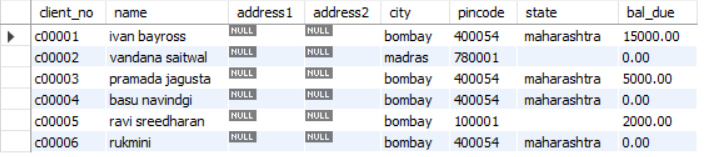 client_no name address1 address2 city pincode state bal_due
c00001 ivan bayross NULL NULL bombay 400054 maharashtra 15000.00
c00002 vandana saitwal NULL NULL madras 780001 0.00
c00003 pramada jagusta NULL NULL bombay 400054 maharashtra 5000.00
c00004 basu navindgi NULL NULL bombay 400054 maharashtra 0.00
c00005 ravi sreedharan NULL NULL bombay 100001 2000.00
c00006 rukmini NULL NULL bombay 400054 maharashtra 0.00